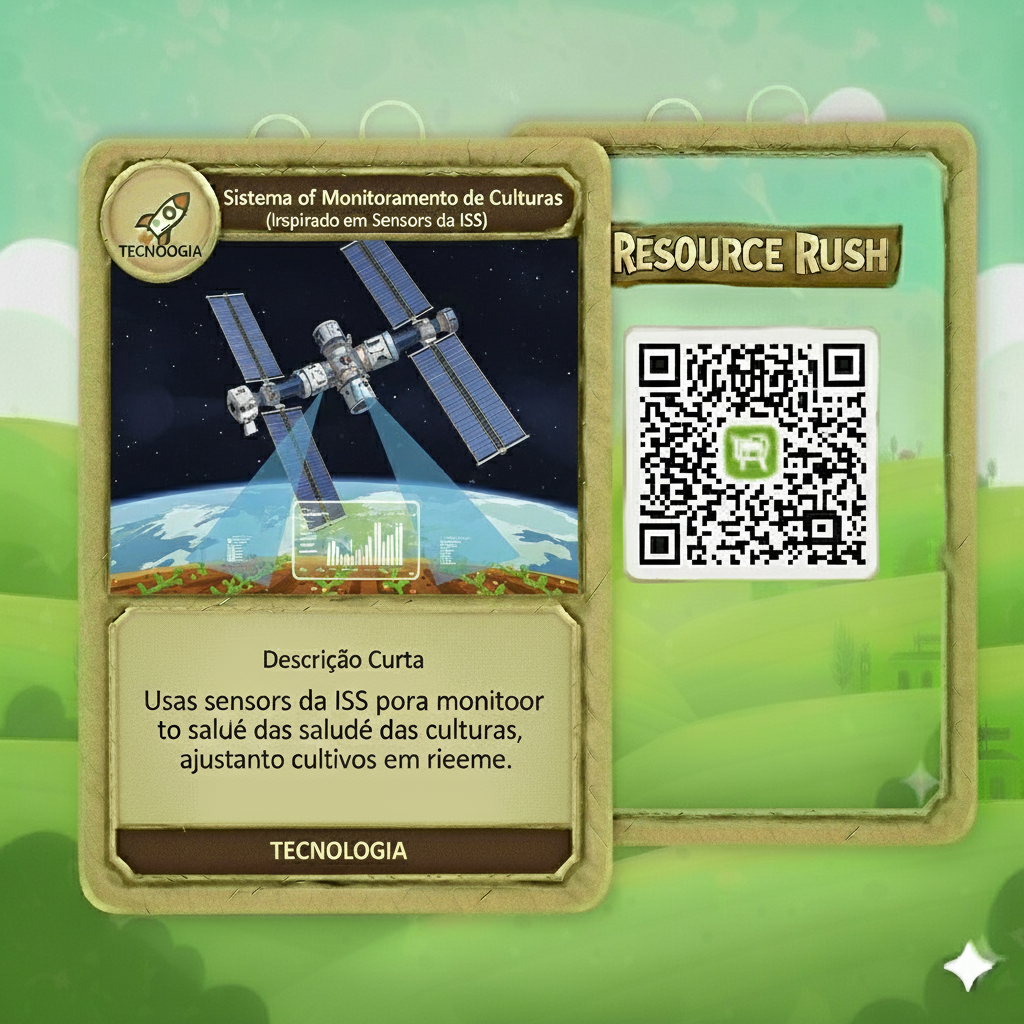 Sistema of Monitoramento de Culturas
(Irspirado em Sensors da ISS)
TECNOOGIA
RESOURCE RUSH
Descrição Curta
Usas sensors da ISS pora monitoor
to salué das saludé das culturas,
ajustanto cultivos em rieeme.
TECNOLOGIA